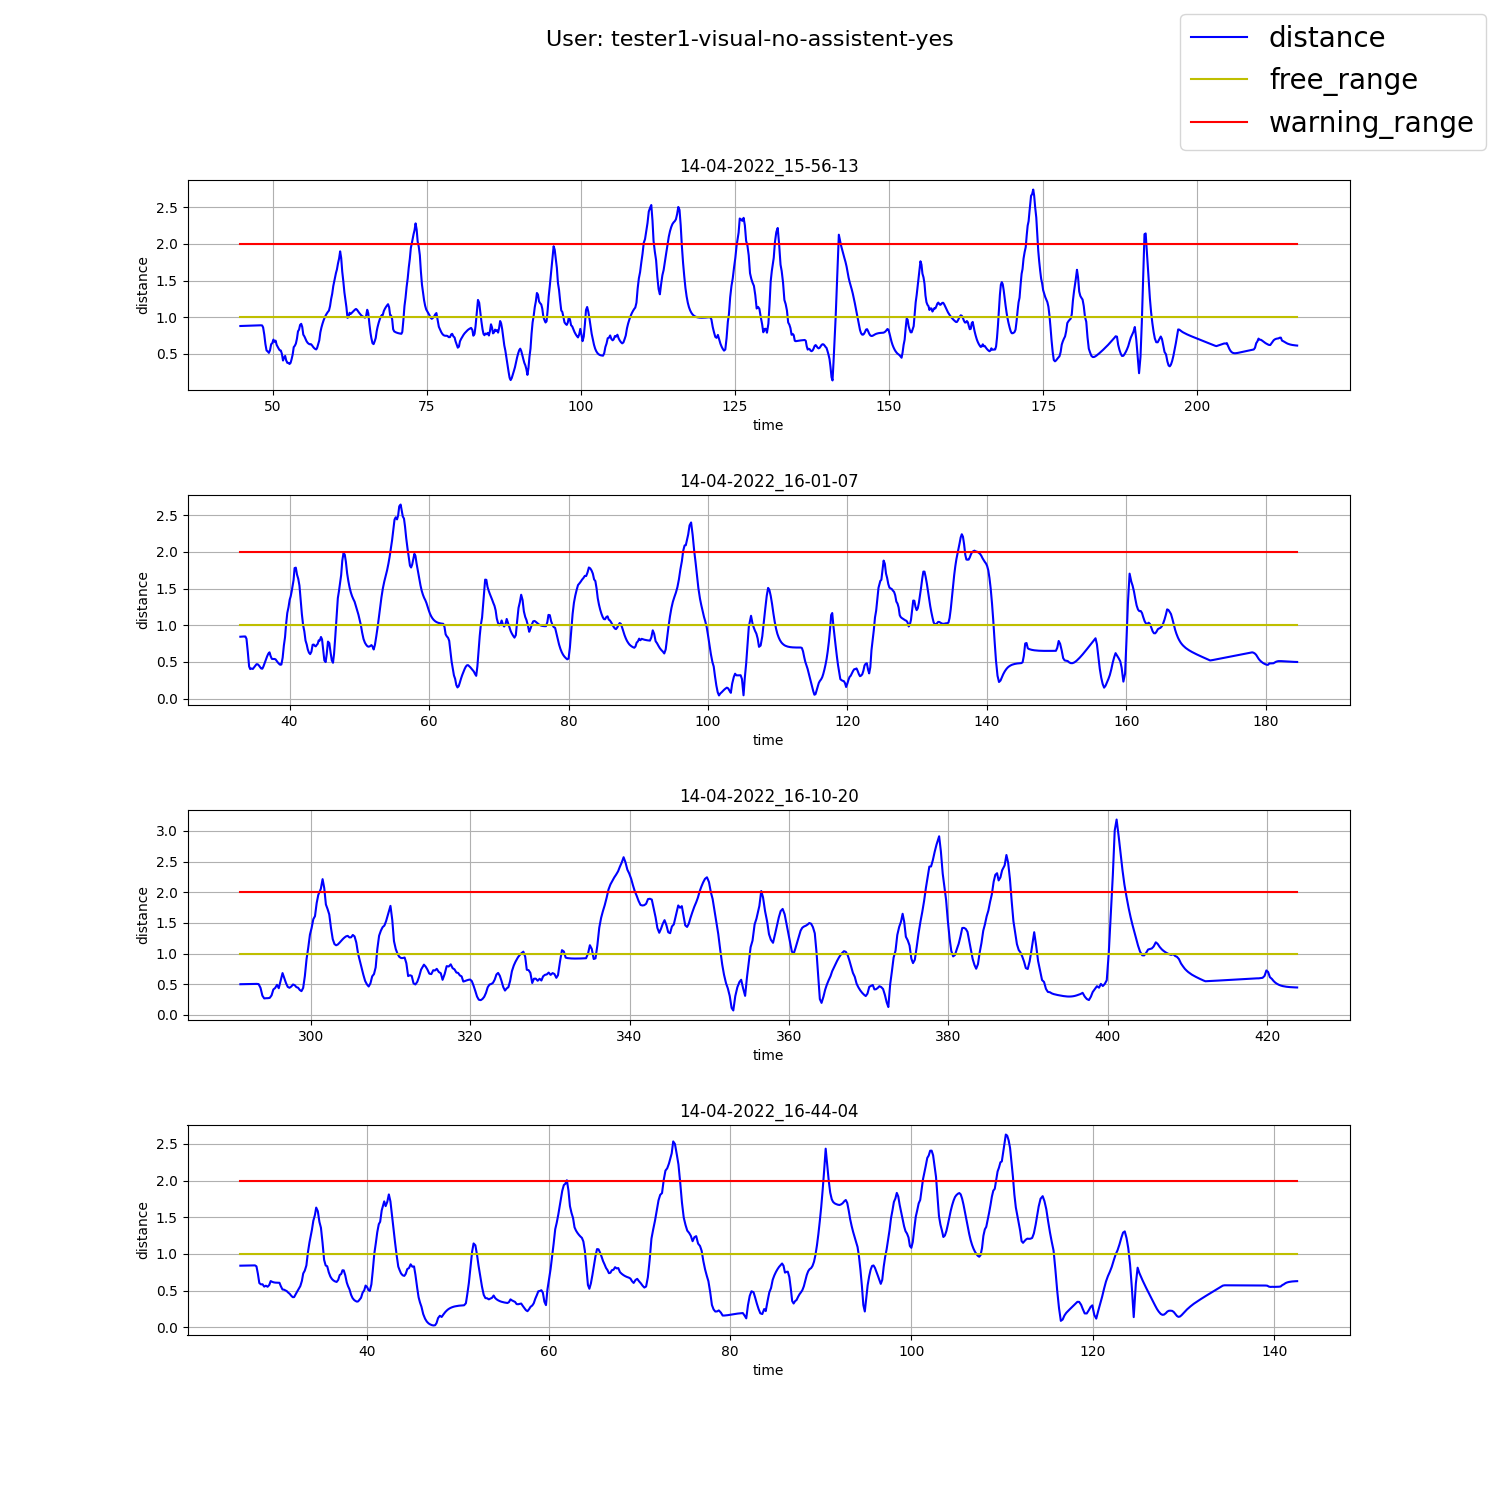 User: tester1-visual-no-assistent-yes
distance
free_range
warning_range
14-04-2022_15-56-13
2.5
2.0
1.5
1.0
0.5
distance
50 75 100 125 150 175 200
time
14-04-2022_16-01-07
2.5
2.0
1.5
1.0
0.5
0.0
distance
40 60 80 100 120 140 160 180
time
14-04-2022_16-10-20
3.0
2.5
2.0
1.5
1.0
0.5
0.0
distance
300 320 340 360 380 400 420
time
14-04-2022_16-44-04
2.5
2.0
1.5
1.0
0.5
0.0
distance
40 60 80 100 120 140
time